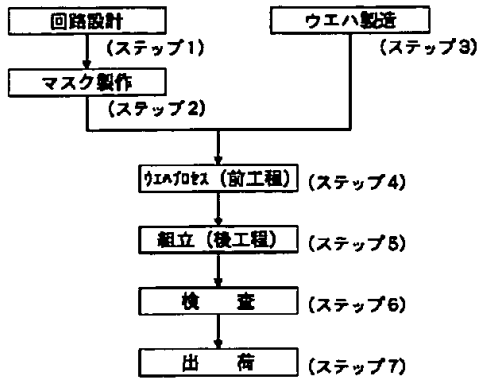 回路設計
(ステップ1)
ウエハ製造
(ステップ3)
マスク製作
(ステップ2)
ウエハプロセス (前工程)
(ステップ4)
組立 (後工程)
(ステップ5)
検 査
(ステップ6)
出 荷
(ステップ7)